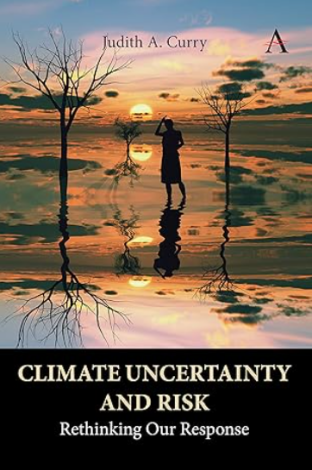 Judith A. Curry
A
CLIMATE UNCERTAINTY
AND RISK
Rethinking Our Response